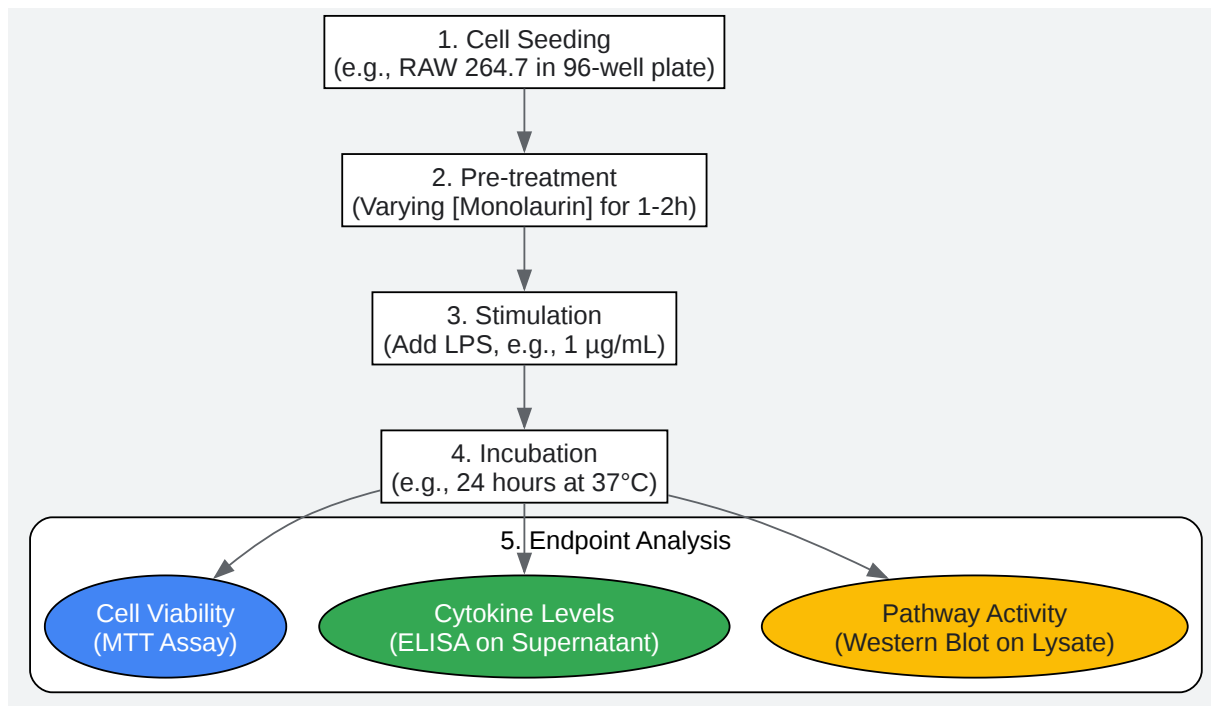 1. Cell Seeding
(e.g., RAW 264.7 in 96-well plate)
2. Pre-treatment
(Varying [Monolaurin] for 1-2h)
3. Stimulation
(Add LPS, e.g., 1 µg/mL)
4. Incubation
(e.g., 24 hours at 37°C)
5. Endpoint Analysis
Cell Viability
(MTT Assay)
Cytokine Levels
(ELISA on Supernatant)
Pathway Activity
(Western Blot on Lysate)